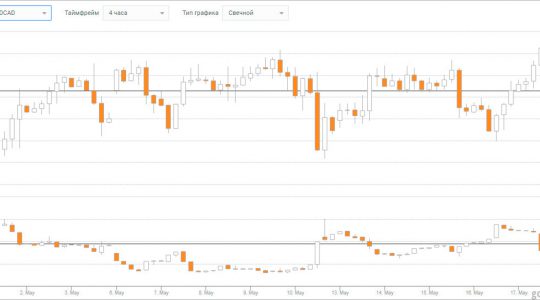 DCAD Таймфрейм 4 часа Тип графика Свечной
2. May 3. May 6. May 7. May 8. May 9. May 10. May 13. May 14. May 15. May 16. May 17. May